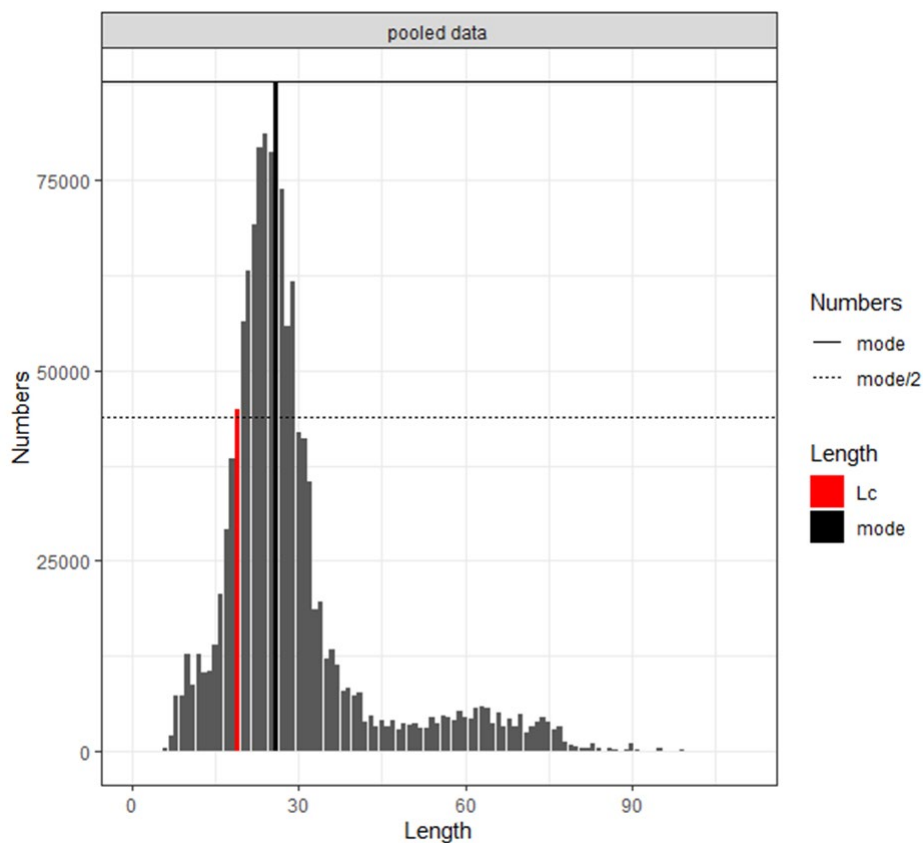 pooled data
Numbers
75000
50000
25000
0
0
30
60
90
Length
Numbers
mode
mode/2
Length
Lc
mode